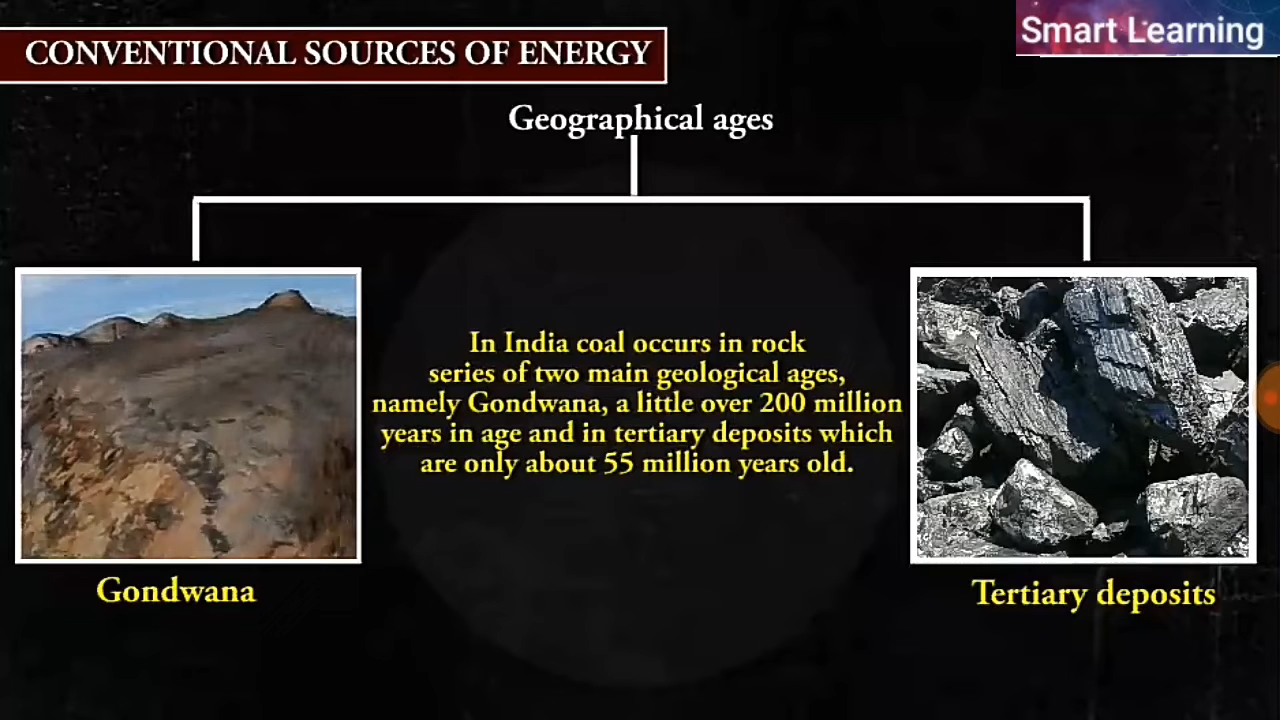 Smart Learning
CONVENTIONAL SOURCES OF ENERGY
Geographical ages
In India coal occurs in rock
series of two main geological ages,
namely Gondwana, a little over 200 million
years in age and in tertiary deposits which
are only about 55 million years old.
Gondwana
Tertiary deposits